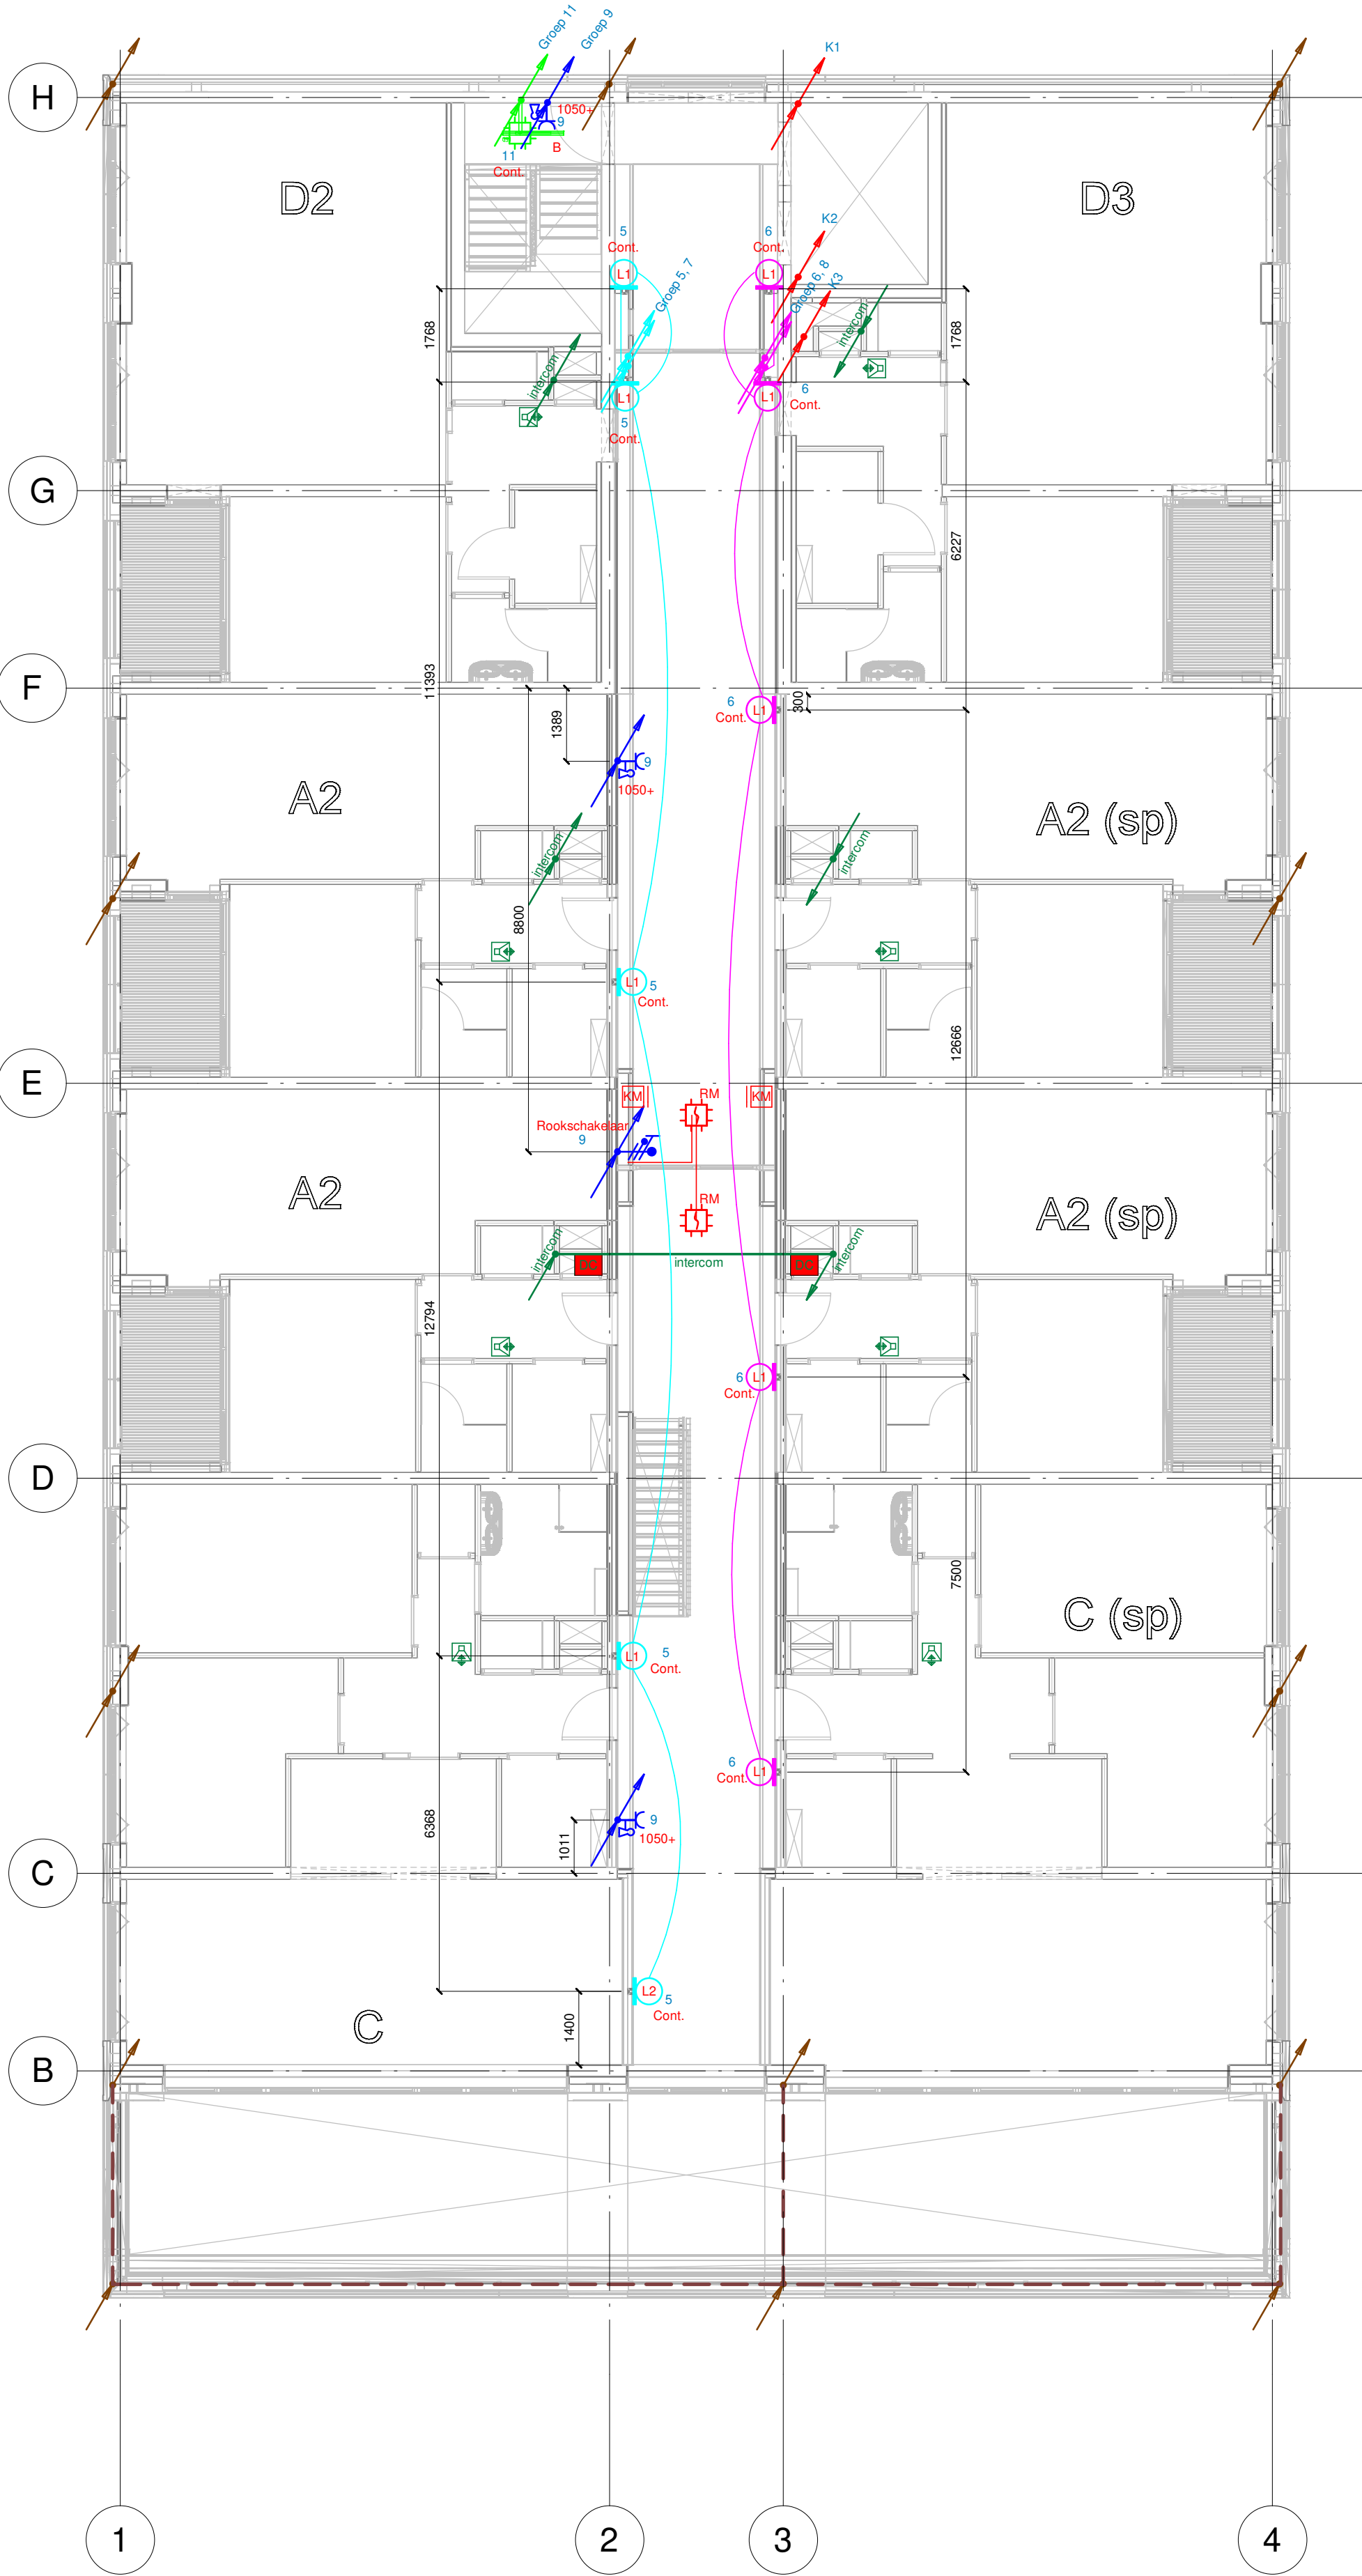 Groep 11
Groep 9
K1
H
1050+
9
B
11
Cont.
D2
D3
K2
5
Cont.
6
Cont.
L1
L1
Groep 5, 7
Groep 6, 8
K3
intercom
1768
1768
intercom
L1
L1
6
Cont.
5
Cont.
G
6227
11393
F
300
6
Cont.
L1
1389
9
1050+
A2
A2 (sp)
intercom
intercom
8800
L1
5
Cont.
12666
E
KM
RM
KM
Rookschakelaar
9
A2
RM
A2 (sp)
intercom
DC
intercom
DC
intercom
12794
6
L1
Cont.
D
7500
C (sp)
L1
5
Cont.
6
Cont.
L1
6368
9
1050+
1011
C
L2
5
Cont.
1400
C
B
1
2
3
4